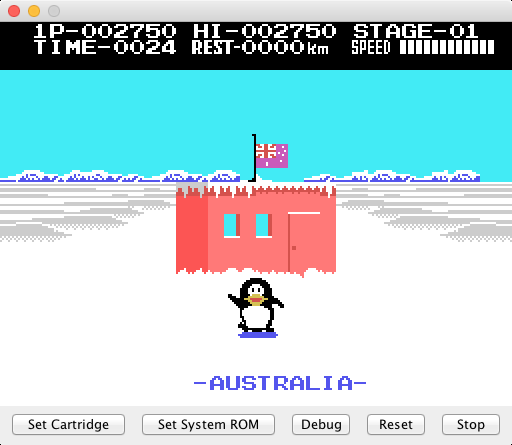 1P-002750 HI-002750 STAGE-01
TIME-0024 REST-0000km SPEED
-AUSTRALIA-
Set Cartridge Set System ROM Debug Reset Stop